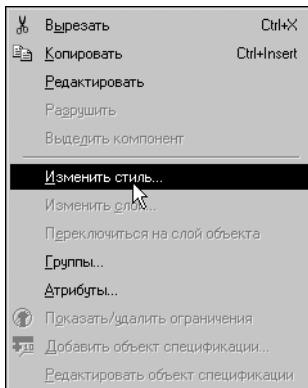 Вырезать Ctrl+X
Копировать Ctrl+Insert
Редактировать
Разрушить
Выделить компонент
Изменить стиль...
Изменить слой...
Переключиться на слой объекта
Группы...
Атрибуты...
Показать/удалить ограничения
Добавить объект спецификации...
Редактировать объект спецификации